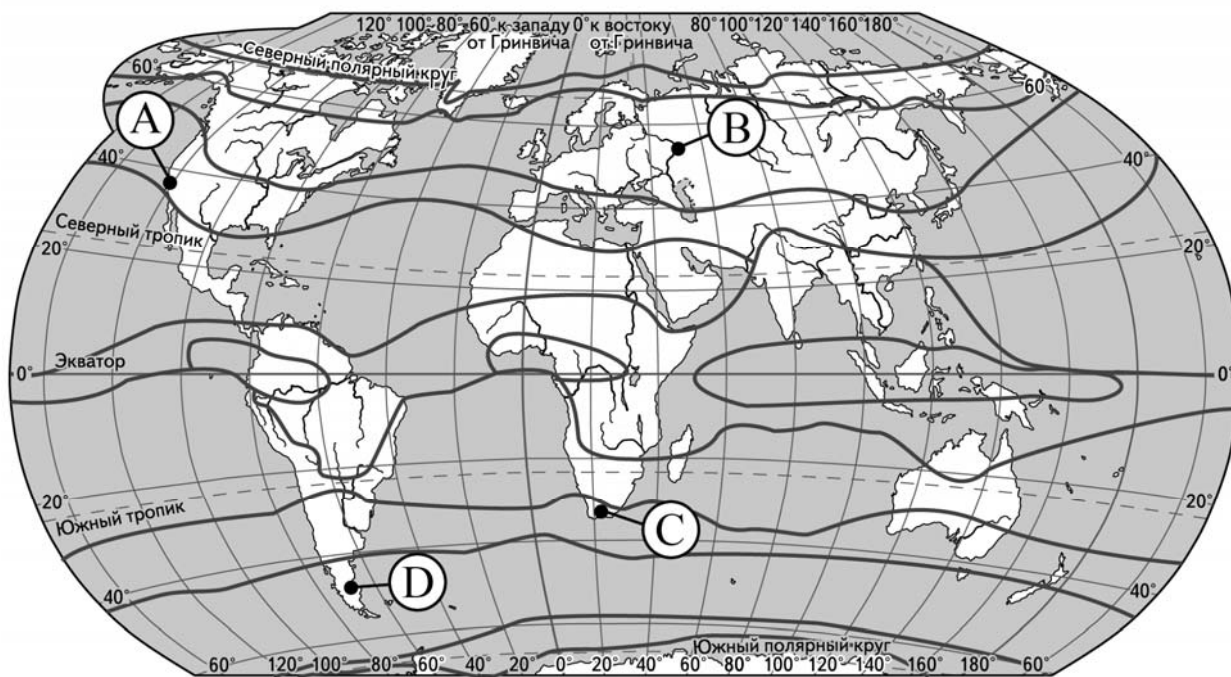 120° 100° 80° 60° к западу 0° к востоку 80° 100° 120° 140° 160° 180°
от Гринвича от Гринвича
Северный полярный круг
60°
60°
A
B
40°
40°
Северный тропик
20°
20°
Экватор
0°
0°
20°
20°
Южный тропик
C
D
40°
40°
Южный полярный круг
60° 120° 100° 80° 60° 40° 20° 0° 20° 40° 60° 80° 100° 120° 140° 160° 180° 60°